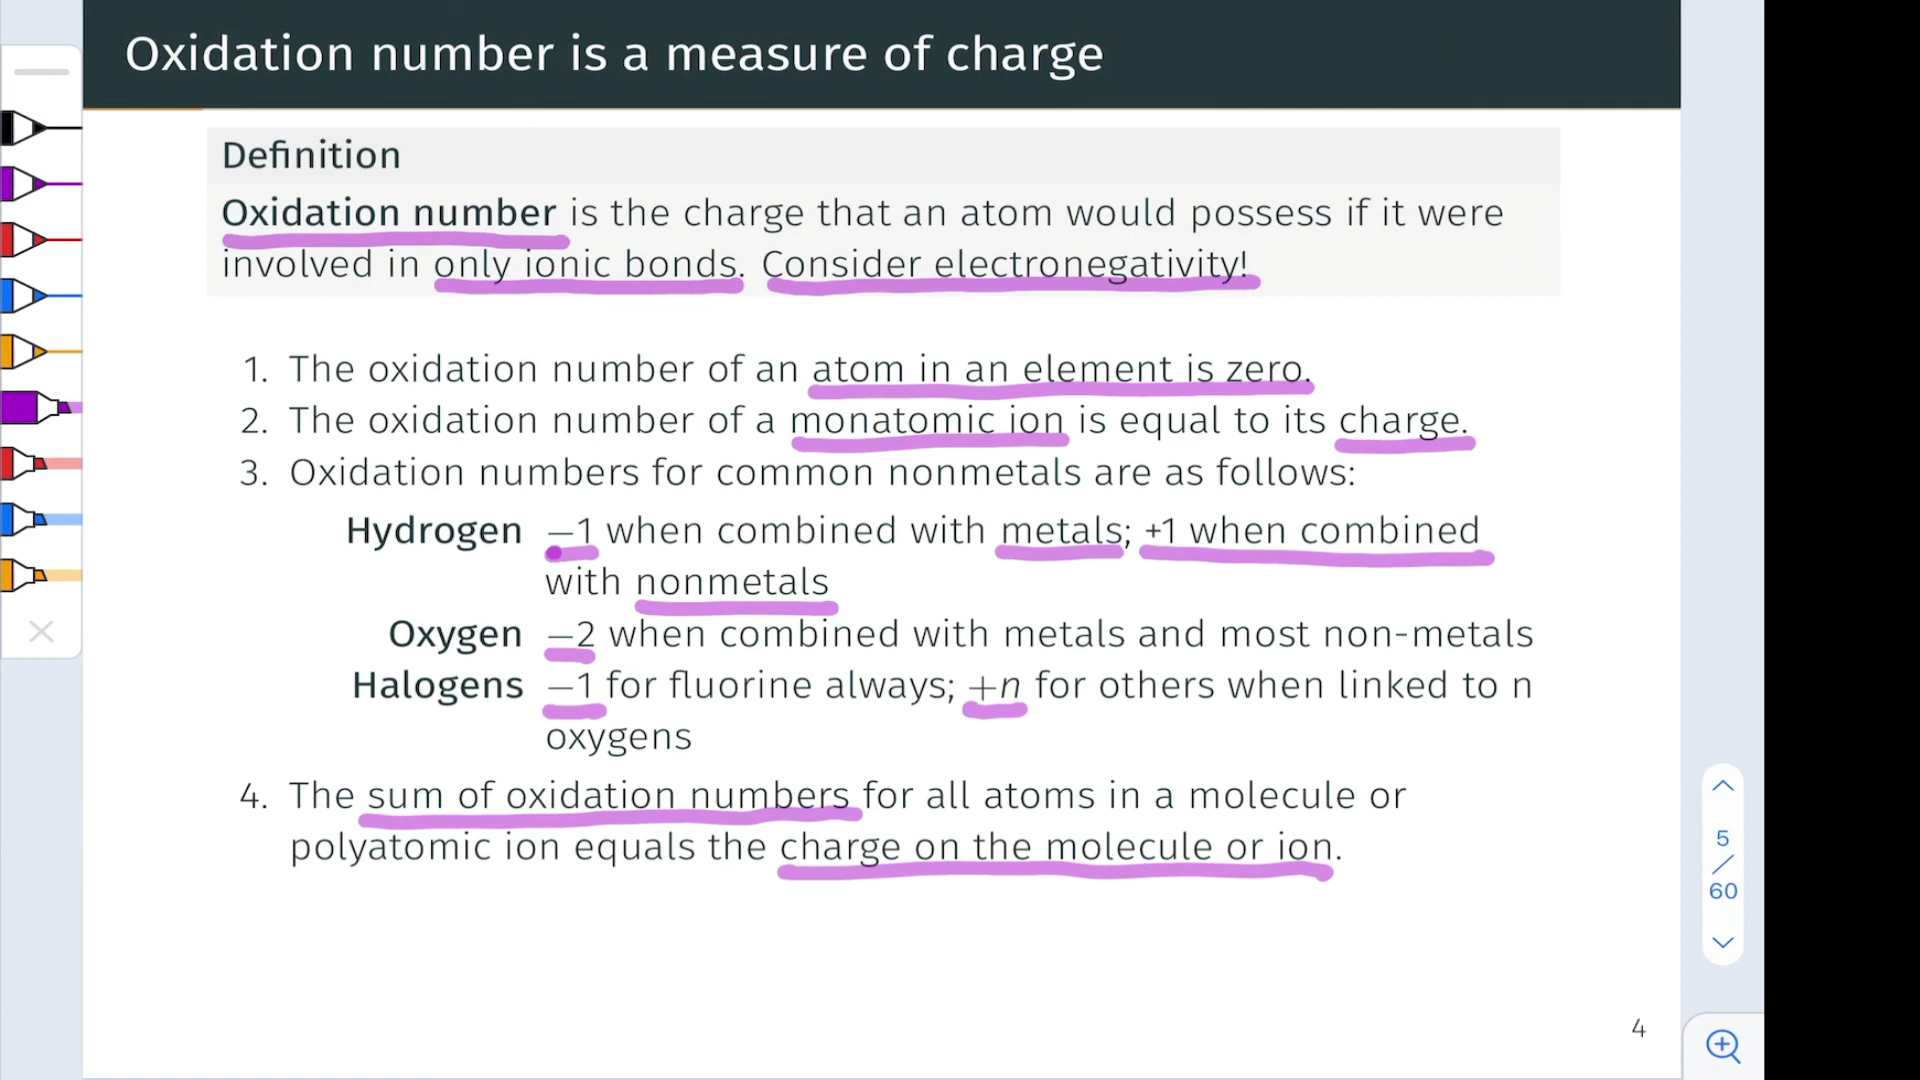 Oxidation number is a measure of charge
Definition
Oxidation number is the charge that an atom would possess if it were
involved in only ionic bonds. Consider electronegativity!
1. The oxidation number of an atom in an element is zero.
2. The oxidation number of a monatomic ion is equal to its charge.
3. Oxidation numbers for common nonmetals are as follows:
Hydrogen −1 when combined with metals; +1 when combined
with nonmetals
Oxygen −2 when combined with metals and most non-metals
Halogens −1 for fluorine always; +n for others when linked to n
oxygens
4. The sum of oxidation numbers for all atoms in a molecule or
polyatomic ion equals the charge on the molecule or ion.
5
/
60
4